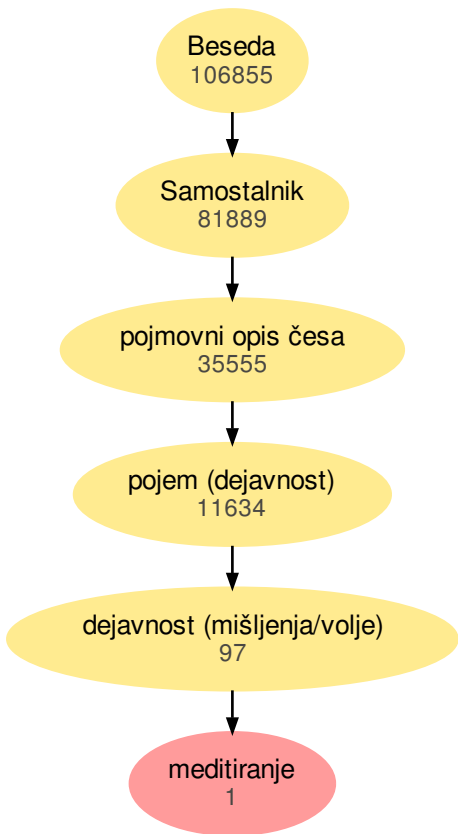 Beseda
106855
Samostalnik
81889
pojmovni opis česa
35555
pojem (dejavnost)
11634
dejavnost (mišljenja/volje)
97
meditiranje
1